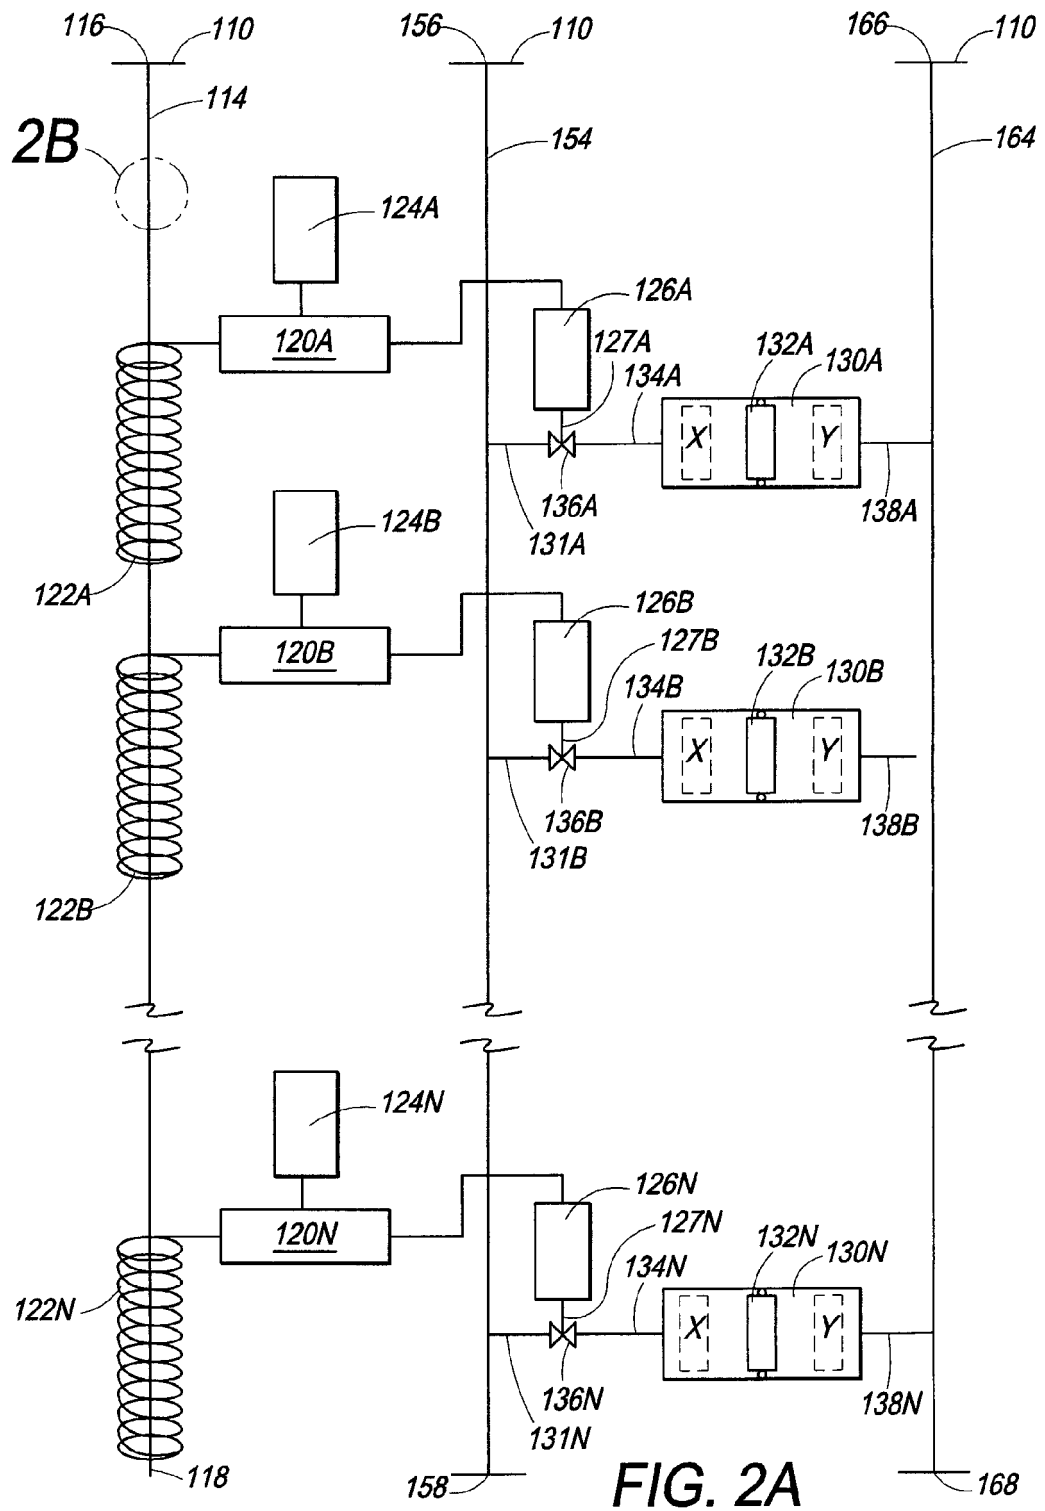 116 110 156 110 166 110
114
2B
154 164
124A
126A
120A 127A
132A 130A
134A
X Y
136A
124B 138A
131A
122A
126B
127B
120B 132B
134B 130B
X Y
136B
138B
131B
122B
124N
126N
127N
120N 132N 130N
134N
122N
X Y
136N 138N
131N
118 158 FIG. 2A 168